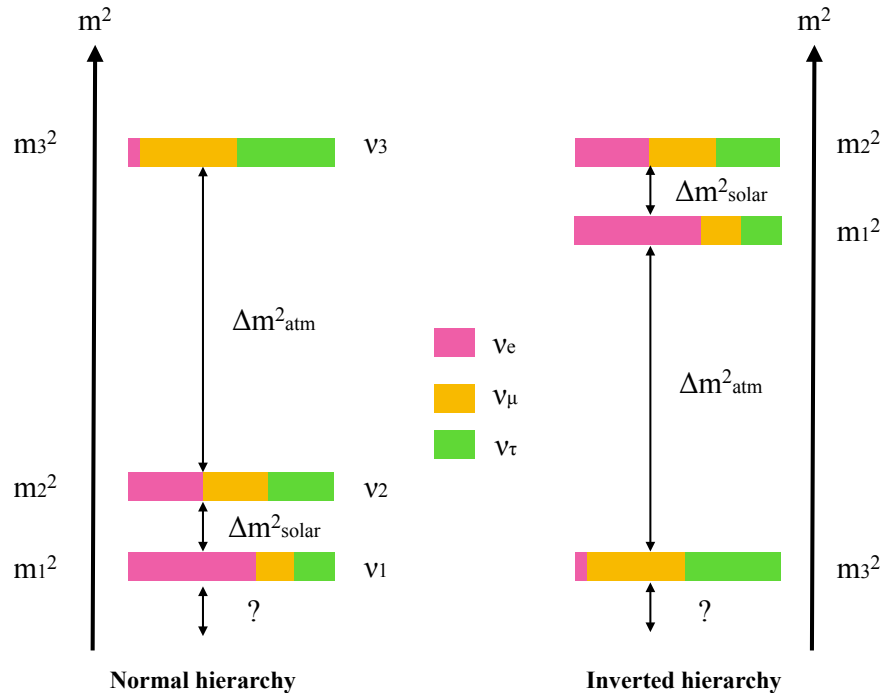 m² m²
m₃² ν₃ m₂²
Δm²solar
m₁²
Δm²atm
νe
Δm²atm
νμ
ντ
m₂² ν₂
Δm²solar
m₁² ν₁ m₃²
? ?
Normal hierarchy Inverted hierarchy